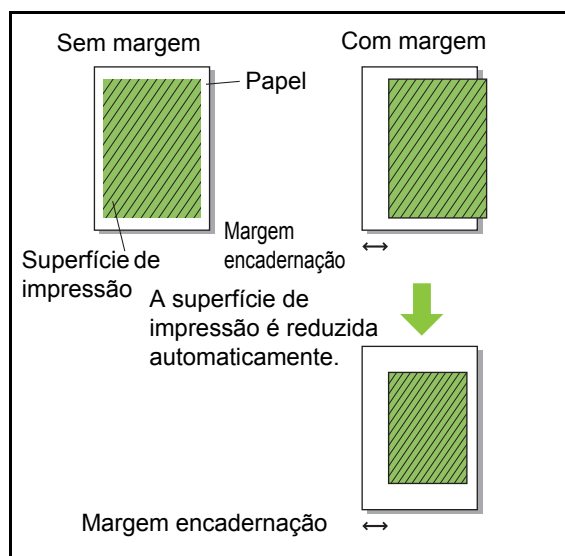 Sem margem
Com margem
Papel
Superfície de
impressão
Margem
encadernação
A superfície de
impressão é reduzida
automaticamente.
Margem encadernação